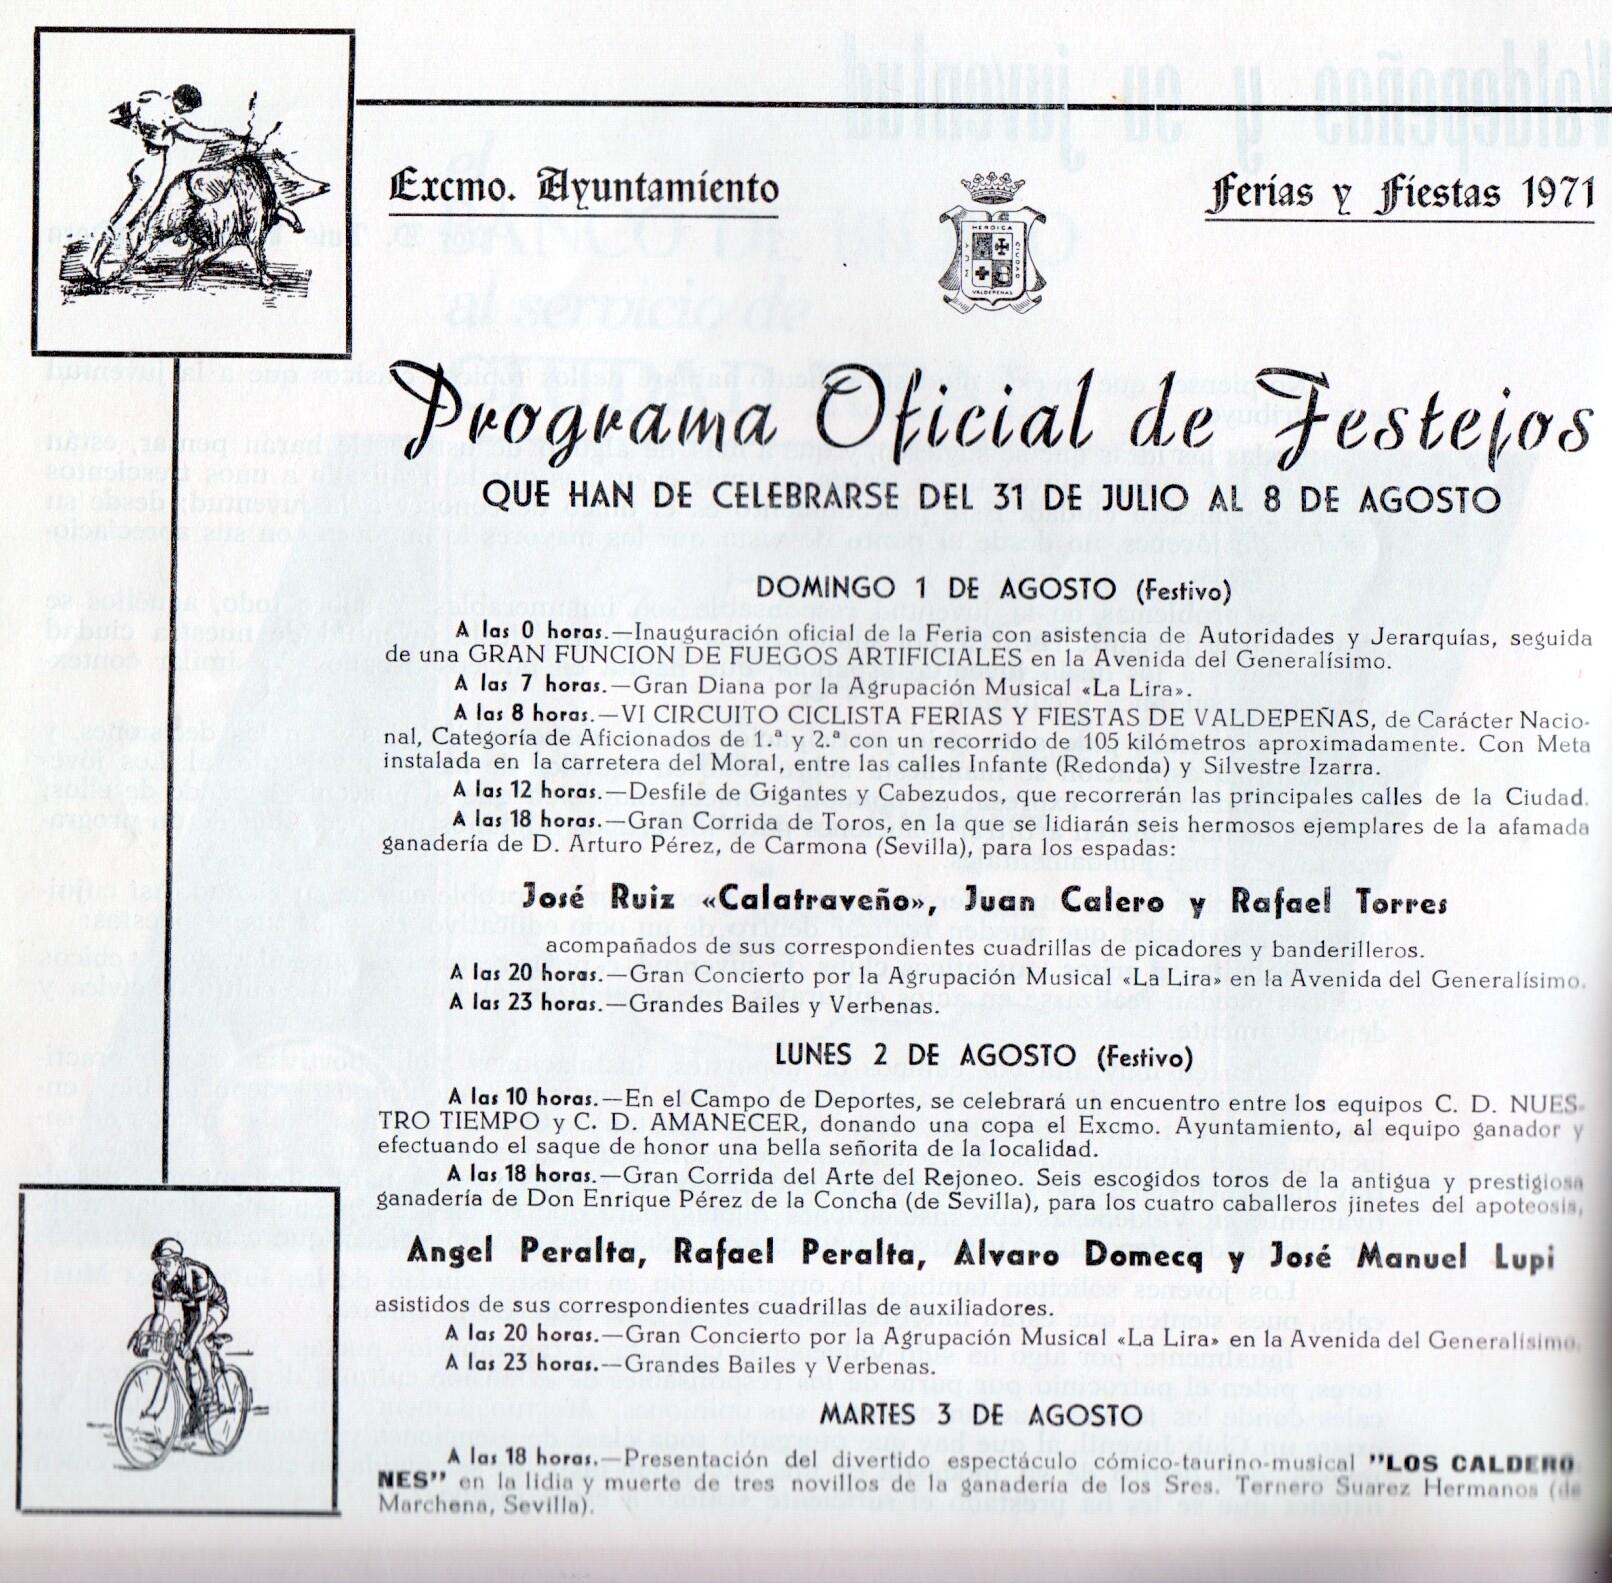 Excmo. Ayuntamiento
HEROICA
CIUDAD
VALDEPEÑAS
Ferias y Fiestas 1971
Programa Oficial de Festejos
QUE HAN DE CELEBRARSE DEL 31 DE JULIO AL 8 DE AGOSTO
DOMINGO 1 DE AGOSTO (Festivo)
A las 0 horas.—Inauguración oficial de la Feria con asistencia de Autoridades y Jerarquías, seguida
de una GRAN FUNCION DE FUEGOS ARTIFICIALES en la Avenida del Generalísimo.
A las 7 horas.—Gran Diana por la Agrupación Musical «La Lira».
A las 8 horas.—VI CIRCUITO CICLISTA FERIAS Y FIESTAS DE VALDEPEÑAS, de Carácter Nacio-
nal, Categoría de Aficionados de 1.ª y 2.ª con un recorrido de 105 kilómetros aproximadamente. Con Meta
instalada en la carretera del Moral, entre las calles Infante (Redonda) y Silvestre Izarra.
A las 12 horas.—Desfile de Gigantes y Cabezudos, que recorrerán las principales calles de la Ciudad.
A las 18 horas.—Gran Corrida de Toros, en la que se lidiarán seis hermosos ejemplares de la afamada
ganadería de D. Arturo Pérez, de Carmona (Sevilla), para los espadas:
José Ruiz «Calatraveño», Juan Calero y Rafael Torres
acompañados de sus correspondientes cuadrillas de picadores y banderilleros.
A las 20 horas.—Gran Concierto por la Agrupación Musical «La Lira» en la Avenida del Generalísimo.
A las 23 horas.—Grandes Bailes y Verbenas.
LUNES 2 DE AGOSTO (Festivo)
A las 10 horas.—En el Campo de Deportes, se celebrará un encuentro entre los equipos C. D. NUES-
TRO TIEMPO y C. D. AMANECER, donando una copa el Excmo. Ayuntamiento, al equipo ganador y
efectuando el saque de honor una bella señorita de la localidad.
A las 18 horas.—Gran Corrida del Arte del Rejoneo. Seis escogidos toros de la antigua y prestigiosa
ganadería de Don Enrique Pérez de la Concha (de Sevilla), para los cuatro caballeros jinetes del apoteosis,
Angel Peralta, Rafael Peralta, Alvaro Domecq y José Manuel Lupi
asistidos de sus correspondientes cuadrillas de auxiliadores.
A las 20 horas.—Gran Concierto por la Agrupación Musical «La Lira» en la Avenida del Generalísimo.
A las 23 horas.—Grandes Bailes y Verbenas.
MARTES 3 DE AGOSTO
A las 18 horas.—Presentación del divertido espectáculo cómico-taurino-musical "LOS CALDERO
NES" en la lidia y muerte de tres novillos de la ganadería de los Sres. Ternero Suarez Hermanos (de
Marchena, Sevilla).